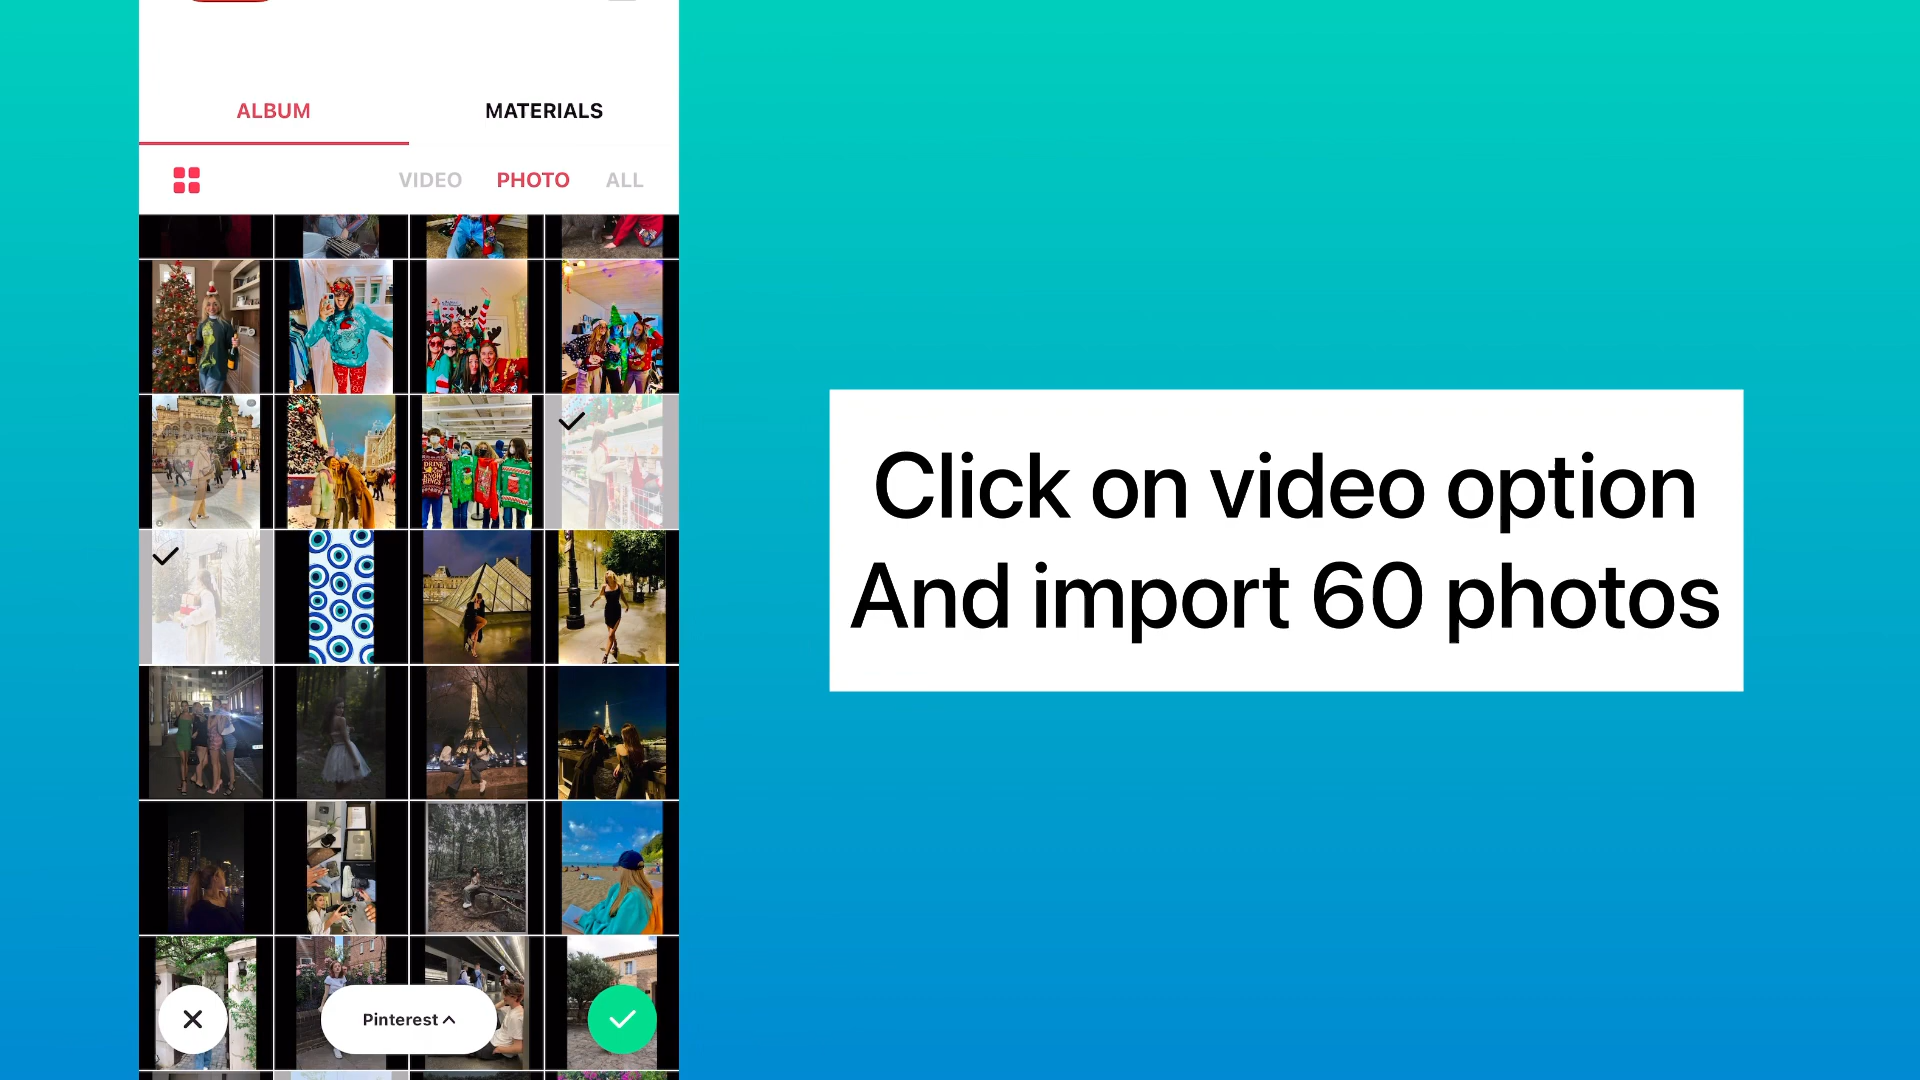 ALBUM
MATERIALS
VIDEO
PHOTO
ALL
Click on video option
And import 60 photos
Pinterest